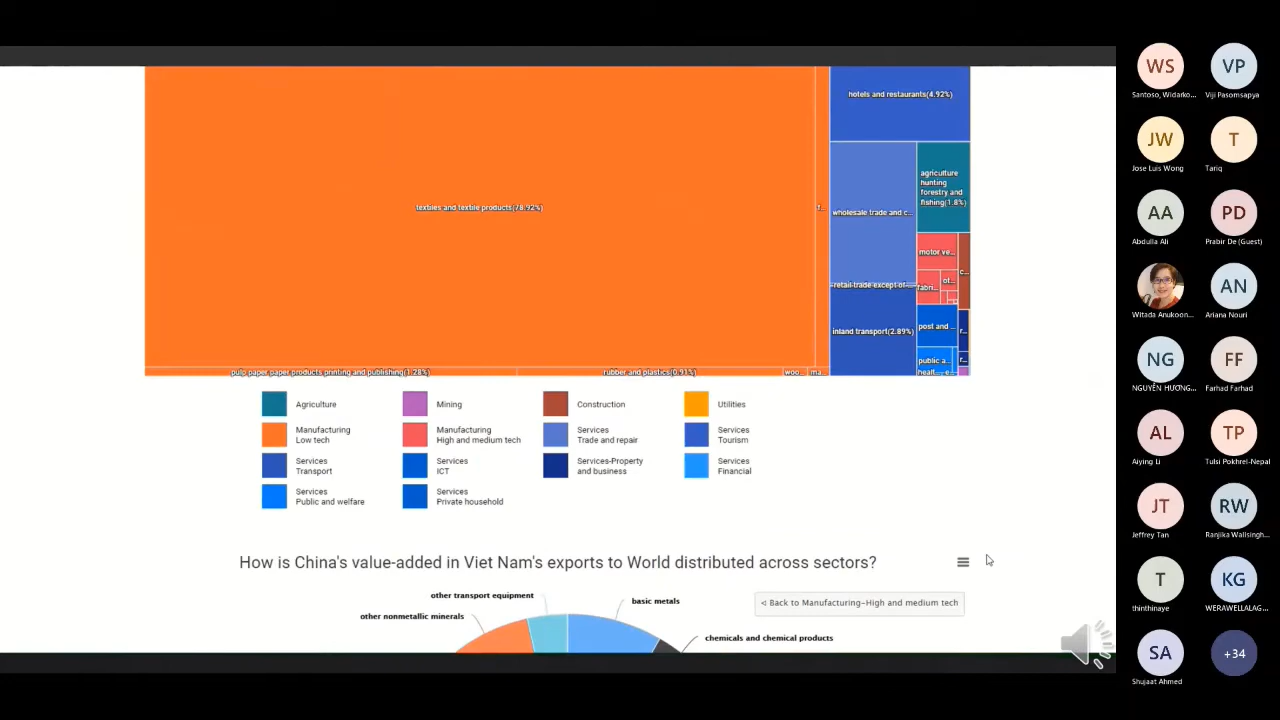 hotels and restaurants(4.92%)
textiles and textile products(78.92%)
t...
wholesale trade and c...
agriculture
hunting
forestry and
fishing(1.8%)
motor ve...
c...
fabri...
ot...
retail trade except of...
inland transport(2.89%)
post and ...
r...
public a...
r...
healt...
e...
pulp paper paper products printing and publishing(1.28%)
rubber and plastics(0.91%)
woo...
ma...
Agriculture
Mining
Construction
Utilities
Manufacturing
Low tech
Manufacturing
High and medium tech
Services
Trade and repair
Services
Tourism
Services
Transport
Services
ICT
Services-Property
and business
Services
Financial
Services
Public and welfare
Services
Private household
How is China's value-added in Viet Nam's exports to World distributed across sectors?
other transport equipment
basic metals
⊲ Back to Manufacturing–High and medium tech
other nonmetallic minerals
chemicals and chemical products
WS
VP
Santoso, Widarko...
Viji Pasomsapya
JW
T
Jose Luis Wong
Tariq
AA
PD
Abdulla Ali
Prabir De (Guest)
AN
Witada Anukoon...
Ariana Nouri
NG
FF
NGUYỄN HƯƠNG...
Farhad Farhad
AL
TP
Aiying Li
Tulsi Pokhrel-Nepal
JT
RW
Jeffrey Tan
Ranjika Wallsingh...
T
KG
thinthinaye
WERAWELLALAG...
SA
+34
Shujaat Ahmed